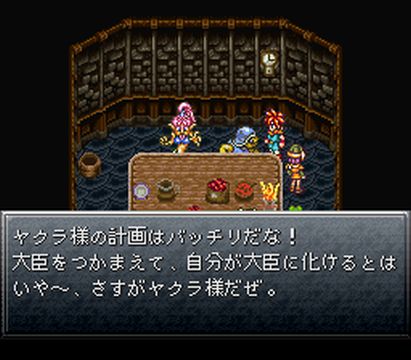 ヤクラ様の計画はバッチリだな！
大臣をつかまえて、自分が大臣に化けるとは
いや〜、さすがヤクラ様だぜ。